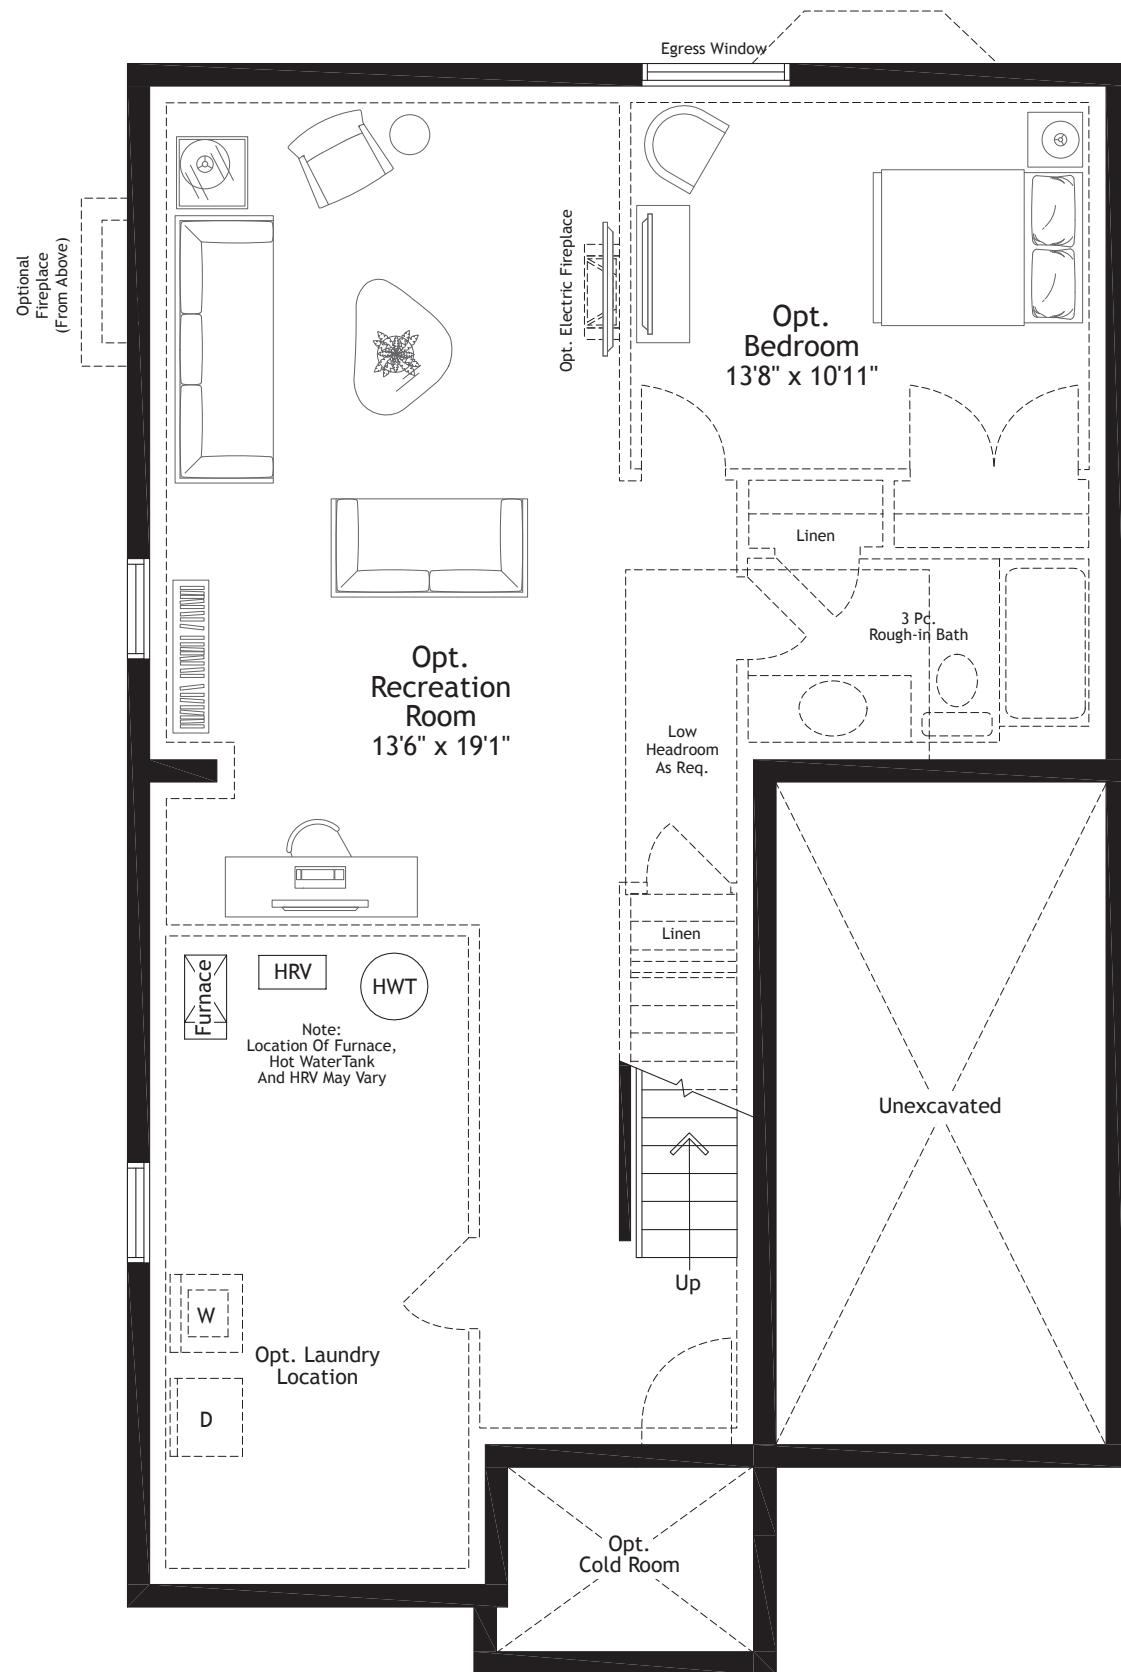 Egress Window
Optional
Fireplace
(From Above)
Opt. Electric Fireplace
Opt.
Bedroom
13'8" x 10'11"
Linen
3 Pc.
Rough-in Bath
Opt.
Recreation
Room
13'6" x 19'1"
Low
Headroom
As Req.
Linen
Furnace
HRV
HWT
Note:
Location Of Furnace,
Hot WaterTank
And HRV May Vary
Unexcavated
Up
W
Opt. Laundry
Location
D
Opt.
Cold Room